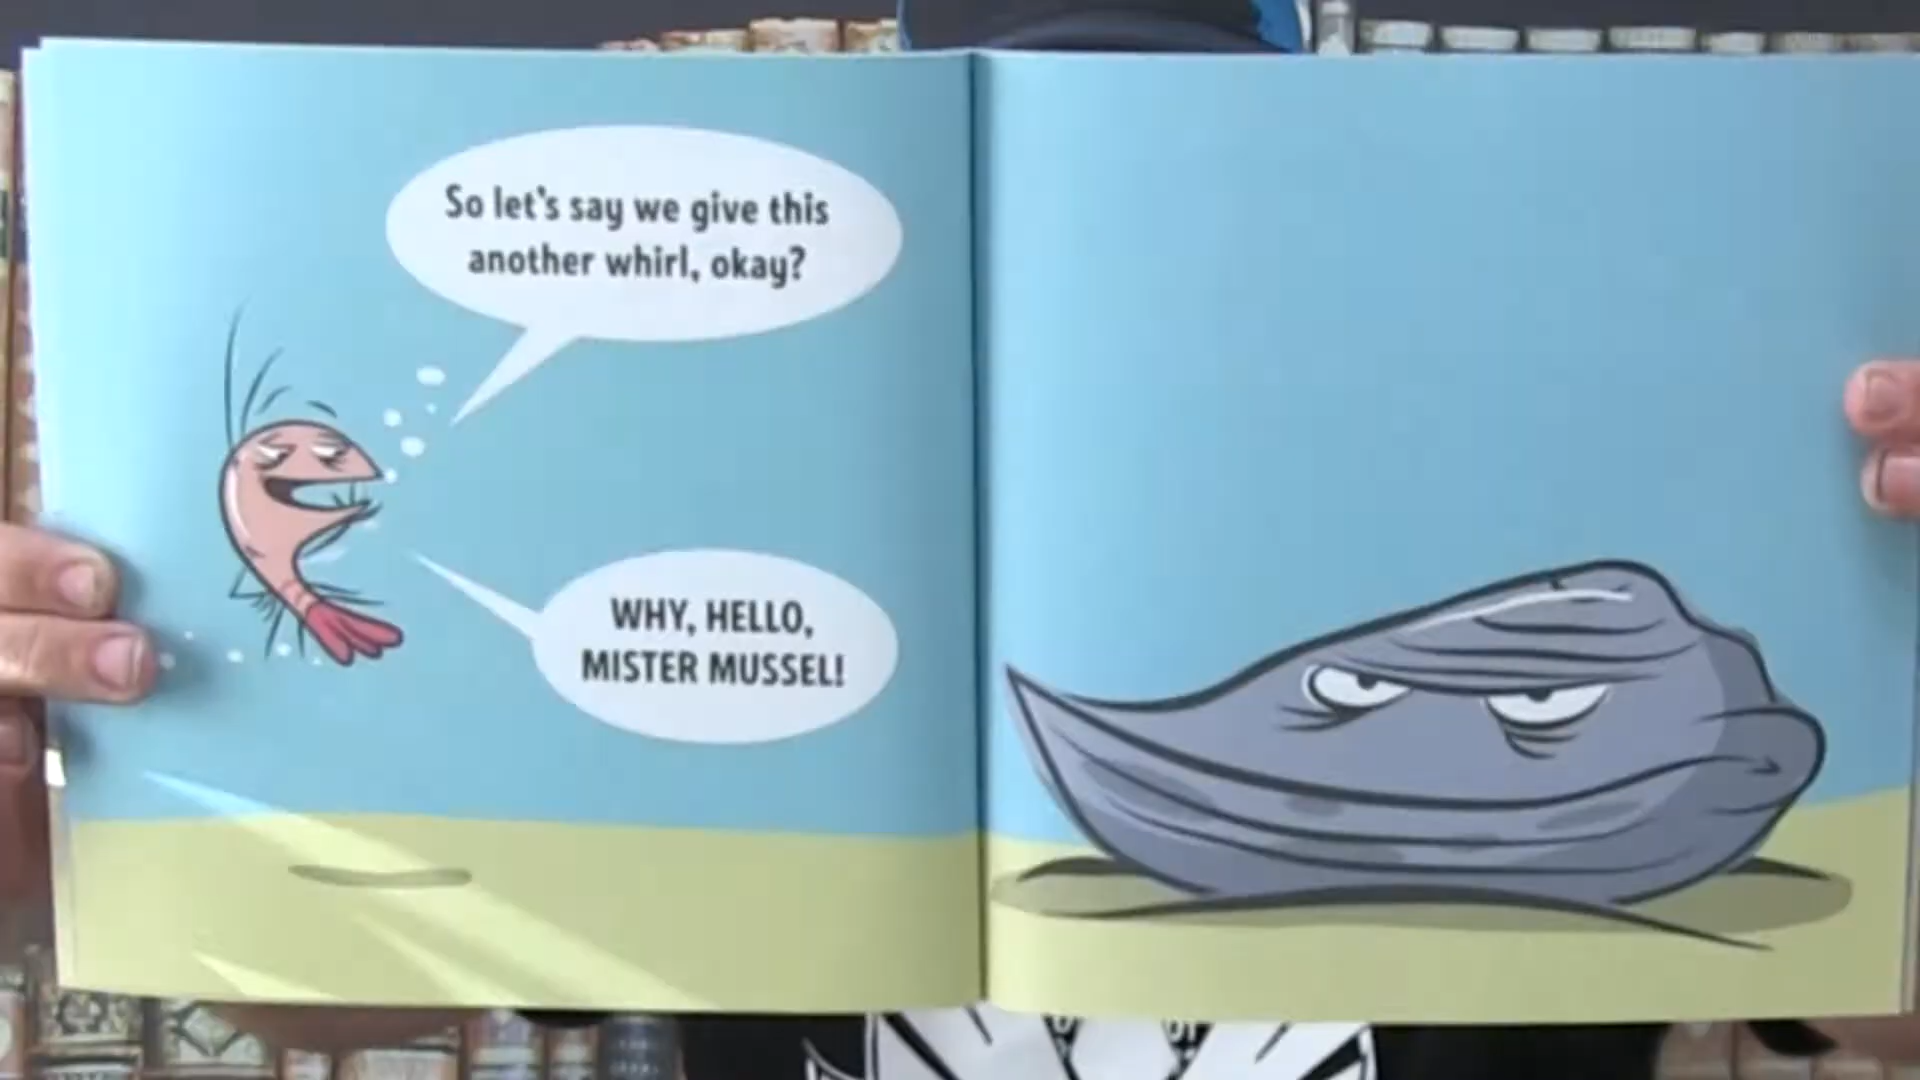 So let's say we give this
another whirl, okay?
WHY, HELLO,
MISTER MUSSEL!